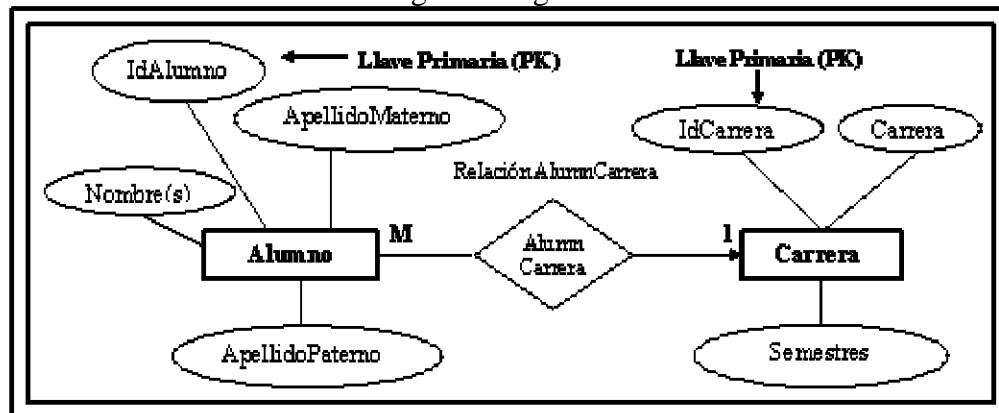 IdAlumno
Llave Primaria (PK)
Llave Primaria (PK)
ApellidoMaterno
IdCarrera
Carrera
Nombre(s)
RelaciónAlumnCarrera
Alumno
M
Alumn
Carrera
1
Carrera
ApellidoPaterno
Semestres